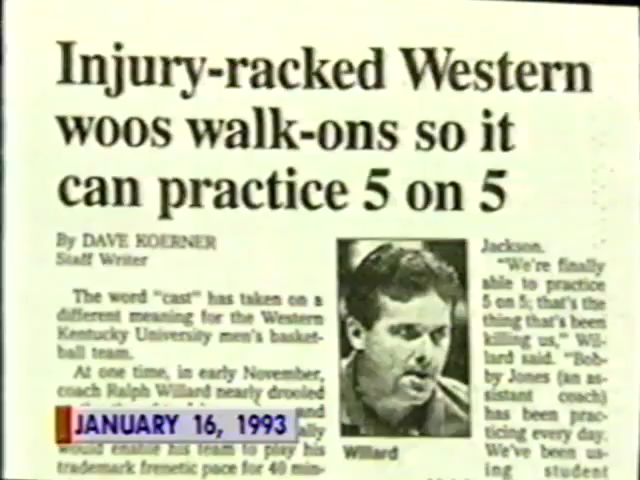 Injury-racked Western
woos walk-ons so it
can practice 5 on 5
By DAVE KOERNER
Staff Writer
The word "cast" has taken on a
different meaning for the Western
Kentucky University men's basket-
ball team.
At one time, in early November,
coach Ralph Willard nearly drooled
and
JANUARY 16, 1993
ally
would enable his team to play his
trademark frenetic pace for 40 min-
Willard
Jackson.
"We're finally
able to practice
5 on 5; that's the
thing that's been
killing us," Wil-
lard said. "Bob-
by Jones (an as-
sistant coach)
has been prac-
ticing every day.
We've been us-
ing student